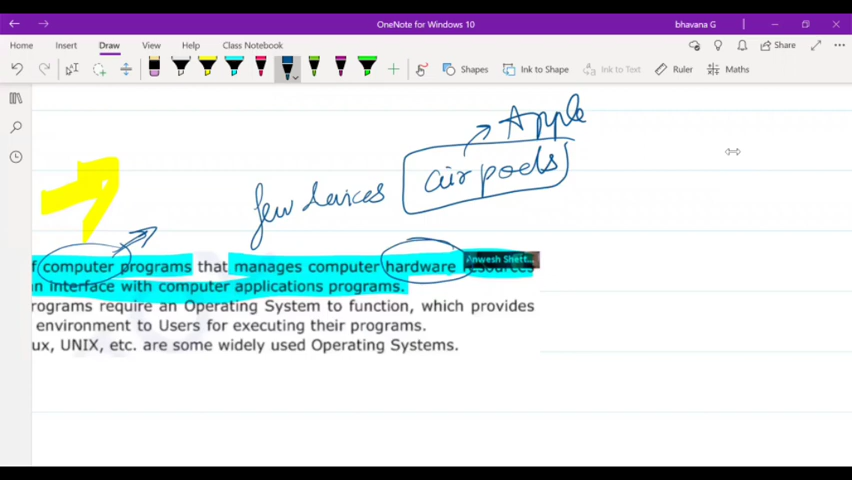 OneNote for Windows 10
bhavana G
Home Insert Draw View Help Class Notebook
Share
Shapes Ink to Shape Ink to Text Ruler Maths
Apple
airpods
few devices
f computer programs that manages computer hardware resources
Anwesh Shett...
n interface with computer applications programs.
rograms require an Operating System to function, which provides
environment to Users for executing their programs.
ux, UNIX, etc. are some widely used Operating Systems.